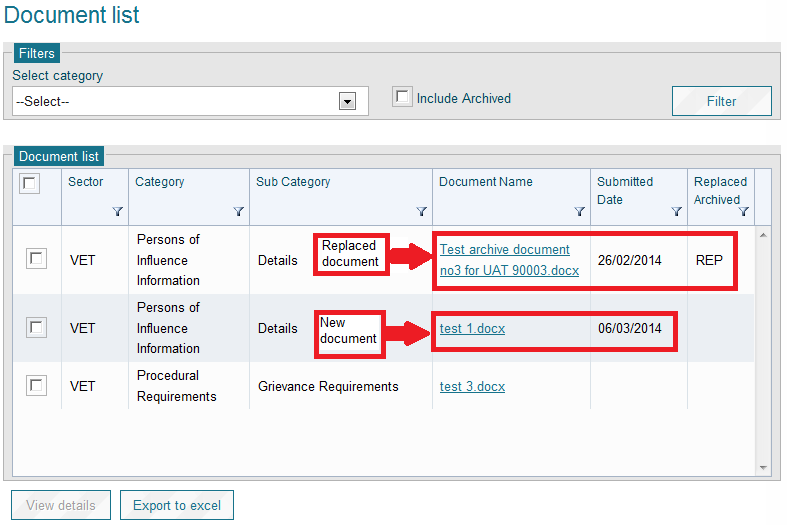 Document list
Filters
Select category
--Select--
Include Archived
Filter
Document list
Sector
Category
Sub Category
Document Name
Submitted
Date
Replaced
Archived
VET
Persons of
Influence
Information
Details
Replaced
document
Test archive document
no3 for UAT 90003.docx
26/02/2014
REP
VET
Persons of
Influence
Information
Details
New
document
test 1.docx
06/03/2014
VET
Procedural
Requirements
Grievance Requirements
test 3.docx
View details
Export to excel